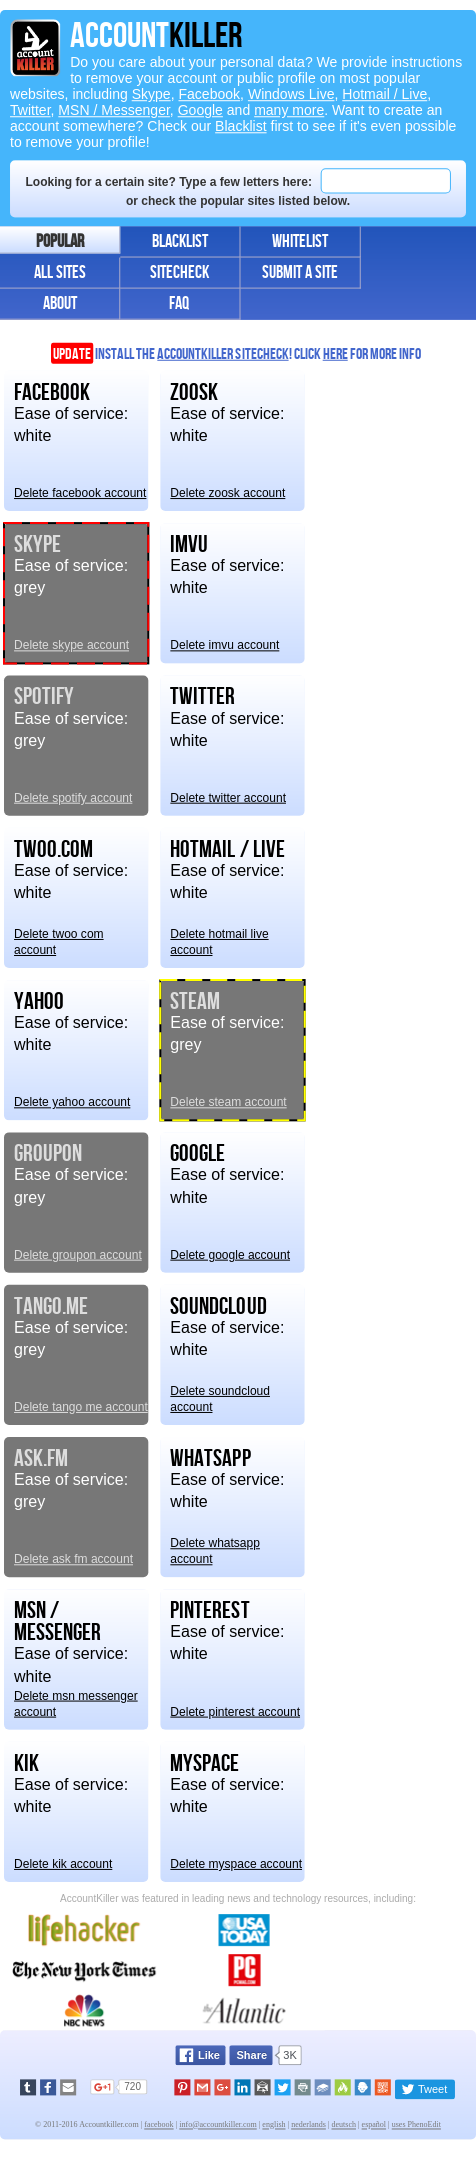 ACCOUNTKILLER
account
KILLER
Do you care about your personal data? We provide instructions
to remove your account or public profile on most popular
websites, including Skype, Facebook, Windows Live, Hotmail / Live,
Twitter, MSN / Messenger, Google and many more. Want to create an
account somewhere? Check our Blacklist first to see if it's even possible
to remove your profile!
Looking for a certain site? Type a few letters here:
or check the popular sites listed below.
POPULAR BLACKLIST WHITELIST
ALL SITES SITECHECK SUBMIT A SITE
ABOUT FAQ
UPDATE INSTALL THE ACCOUNTKILLER SITECHECK! CLICK HERE FOR MORE INFO
FACEBOOK
Ease of service:
white
Delete facebook account
ZOOSK
Ease of service:
white
Delete zoosk account
SKYPE
Ease of service:
grey
Delete skype account
IMVU
Ease of service:
white
Delete imvu account
SPOTIFY
Ease of service:
grey
Delete spotify account
TWITTER
Ease of service:
white
Delete twitter account
TWOO.COM
Ease of service:
white
Delete twoo com
account
HOTMAIL / LIVE
Ease of service:
white
Delete hotmail live
account
YAHOO
Ease of service:
white
Delete yahoo account
STEAM
Ease of service:
grey
Delete steam account
GROUPON
Ease of service:
grey
Delete groupon account
GOOGLE
Ease of service:
white
Delete google account
TANGO.ME
Ease of service:
grey
Delete tango me account
SOUNDCLOUD
Ease of service:
white
Delete soundcloud
account
ASK.FM
Ease of service:
grey
Delete ask fm account
WHATSAPP
Ease of service:
white
Delete whatsapp
account
MSN /
MESSENGER
Ease of service:
white
Delete msn messenger
account
PINTEREST
Ease of service:
white
Delete pinterest account
KIK
Ease of service:
white
Delete kik account
MYSPACE
Ease of service:
white
Delete myspace account
AccountKiller was featured in leading news and technology resources, including:
lifehacker
USA
TODAY
The New York Times
PC
PCMAG.COM
NBC NEWS
the Atlantic
Like Share 3K
G+1 720
Tweet
© 2011-2016 Accountkiller.com | facebook | info@accountkiller.com | english | nederlands | deutsch | español | uses PhenoEdit